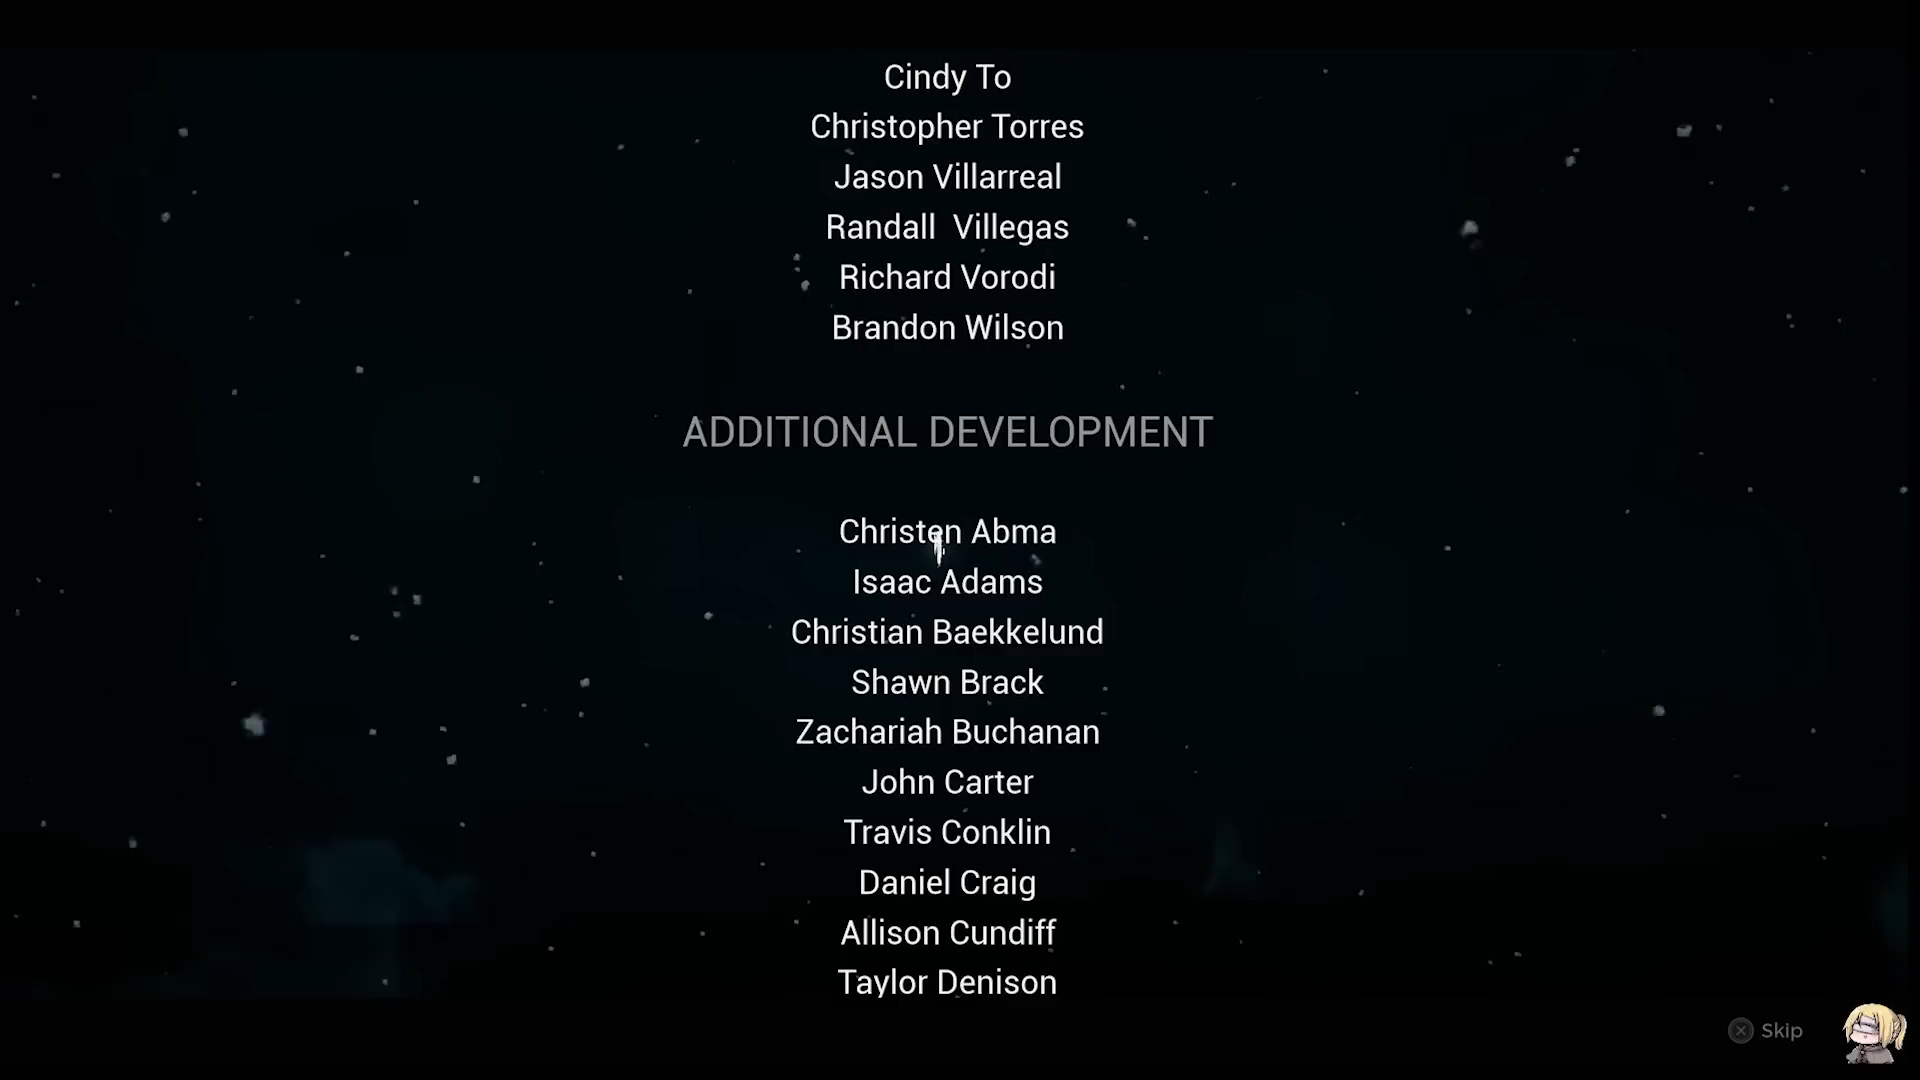 Cindy To
Christopher Torres
Jason Villarreal
Randall  Villegas
Richard Vorodi
Brandon Wilson
ADDITIONAL DEVELOPMENT
Christen Abma
Isaac Adams
Christian Baekkelund
Shawn Brack
Zachariah Buchanan
John Carter
Travis Conklin
Daniel Craig
Allison Cundiff
Taylor Denison
Skip